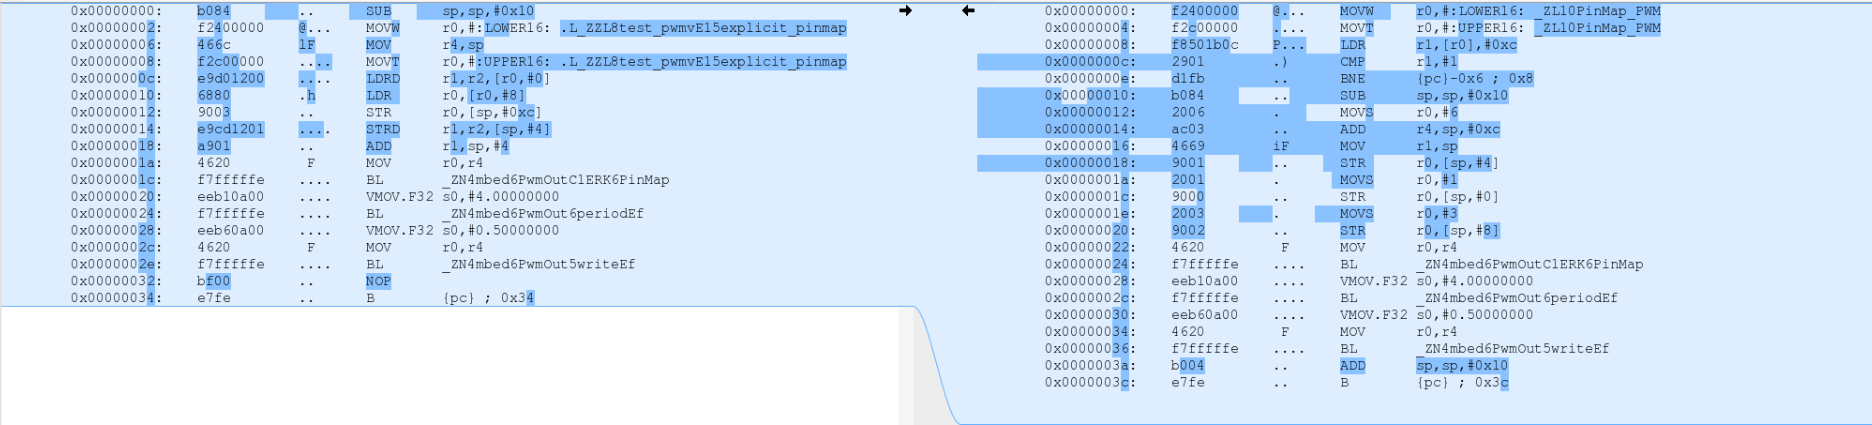 0x00000000: b084 .. SUB sp,sp,#0x10
0x00000002: f2400000 @... MOVW r0,#:LOWER16: .L_ZZL8test_pwmvE15explicit_pinmap
0x00000006: 466c lF MOV r4,sp
0x00000008: f2c00000 .... MOVT r0,#:UPPER16: .L_ZZL8test_pwmvE15explicit_pinmap
0x0000000c: e9d01200 .... LDRD r1,r2,[r0,#0]
0x00000010: 6880 .h LDR r0,[r0,#8]
0x00000012: 9003 .. STR r0,[sp,#0xc]
0x00000014: e9cd1201 .... STRD r1,r2,[sp,#4]
0x00000018: a901 .. ADD r1,sp,#4
0x0000001a: 4620 F MOV r0,r4
0x0000001c: f7fffffe .... BL _ZN4mbed6PwmOutC1ERK6PinMap
0x00000020: eeb10a00 .... VMOV.F32 s0,#4.00000000
0x00000024: f7fffffe .... BL _ZN4mbed6PwmOut6periodEf
0x00000028: eeb60a00 .... VMOV.F32 s0,#0.50000000
0x0000002c: 4620 F MOV r0,r4
0x0000002e: f7fffffe .... BL _ZN4mbed6PwmOut5writeEf
0x00000032: bf00 .. NOP
0x00000034: e7fe .. B {pc} ; 0x34
0x00000000: f2400000 @... MOVW r0,#:LOWER16: _ZL10PinMap_PWM
0x00000004: f2c00000 .... MOVT r0,#:UPPER16: _ZL10PinMap_PWM
0x00000008: f8501b0c P... LDR r1,[r0],#0xc
0x0000000c: 2901 .) CMP r1,#1
0x0000000e: d1fb .. BNE {pc}-0x6 ; 0x8
0x00000010: b084 .. SUB sp,sp,#0x10
0x00000012: 2006 . MOVS r0,#6
0x00000014: ac03 .. ADD r4,sp,#0xc
0x00000016: 4669 iF MOV r1,sp
0x00000018: 9001 .. STR r0,[sp,#4]
0x0000001a: 2001 . MOVS r0,#1
0x0000001c: 9000 .. STR r0,[sp,#0]
0x0000001e: 2003 . MOVS r0,#3
0x00000020: 9002 .. STR r0,[sp,#8]
0x00000022: 4620 F MOV r0,r4
0x00000024: f7fffffe .... BL _ZN4mbed6PwmOutC1ERK6PinMap
0x00000028: eeb10a00 .... VMOV.F32 s0,#4.00000000
0x0000002c: f7fffffe .... BL _ZN4mbed6PwmOut6periodEf
0x00000030: eeb60a00 .... VMOV.F32 s0,#0.50000000
0x00000034: 4620 F MOV r0,r4
0x00000036: f7fffffe .... BL _ZN4mbed6PwmOut5writeEf
0x0000003a: b004 .. ADD sp,sp,#0x10
0x0000003c: e7fe .. B {pc} ; 0x3c